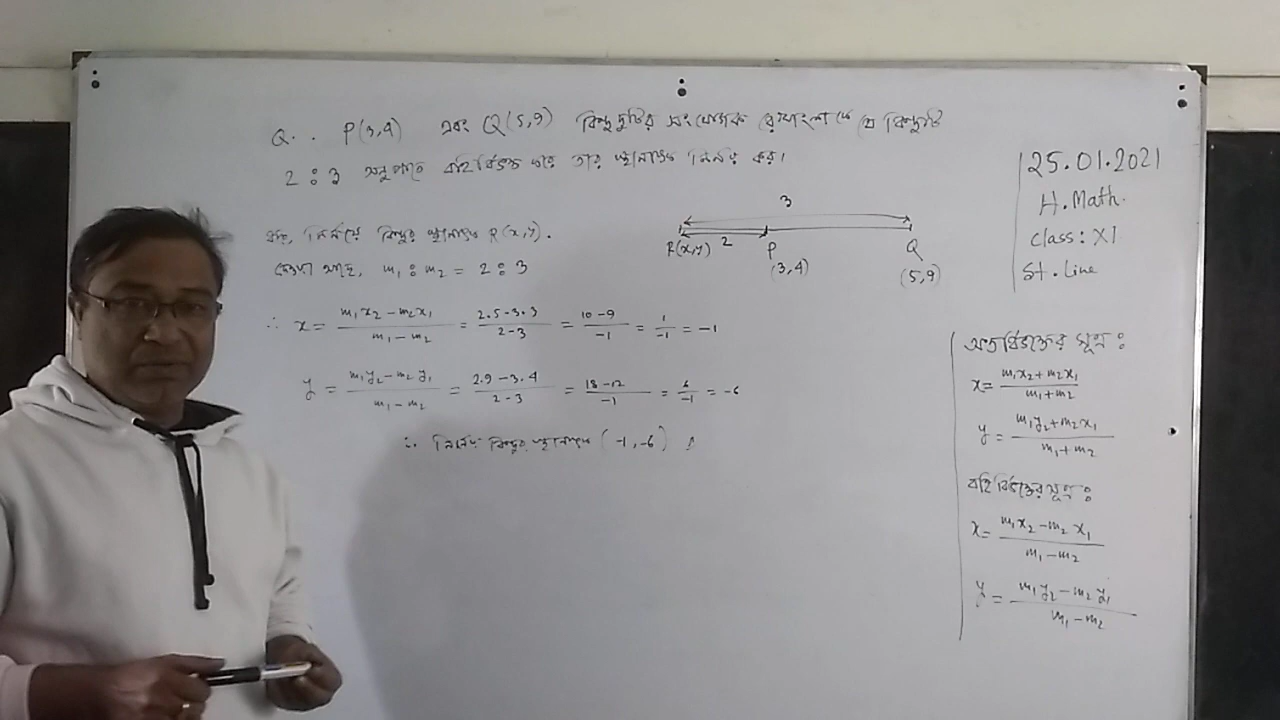 Q. . P(3,4) এবং Q(5,9) বিন্দু দুটির সংযোজক রেখাংশকে যে বিন্দুটি
2 : 3 অনুপাতে বহির্বিভক্ত করে তার স্থানাঙ্ক নির্ণয় কর।
ধরি, নির্ণেয় বিন্দুর স্থানাঙ্ক R(x,y).
দেওয়া আছে, m₁ : m₂ = 2 : 3
∴ x = (m₁x₂ - m₂x₁)/(m₁ - m₂) = (2.5 - 3.3)/(2 - 3) = (10 - 9)/(-1) = 1/(-1) = -1
y = (m₁y₂ - m₂y₁)/(m₁ - m₂) = (2.9 - 3.4)/(2 - 3) = (18 - 12)/(-1) = 6/(-1) = -6
∴ নির্ণেয় বিন্দুর স্থানাঙ্ক (-1, -6)
3
R(x,y) 2 P Q
(3,4) (5,9)
25.01.2021
H. Math.
Class : XI
St. Line
অন্তর্বিভক্তের সূত্র :
x = (m₁x₂ + m₂x₁)/(m₁ + m₂)
y = (m₁y₂ + m₂x₁)/(m₁ + m₂)
বহির্বিভক্তের সূত্র :
x = (m₁x₂ - m₂x₁)/(m₁ - m₂)
y = (m₁y₂ - m₂y₁)/(m₁ - m₂)